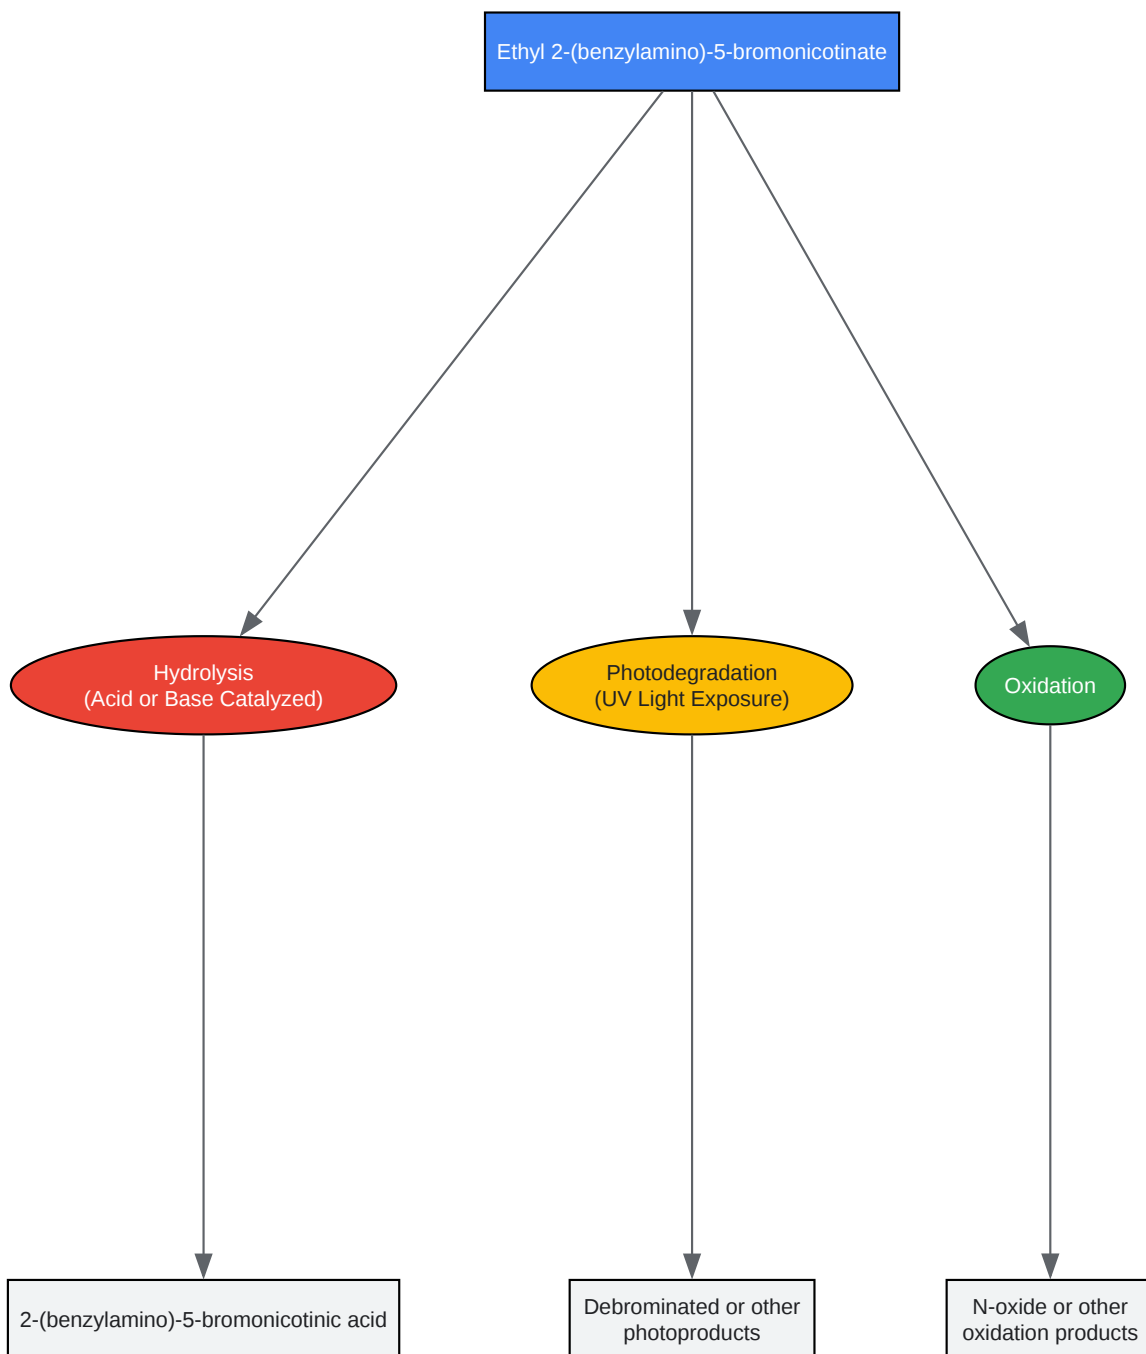 Ethyl 2-(benzylamino)-5-bromonicotinate
Hydrolysis
(Acid or Base Catalyzed)
Photodegradation
(UV Light Exposure)
Oxidation
2-(benzylamino)-5-bromonicotinic acid
Debrominated or other
photoproducts
N-oxide or other
oxidation products